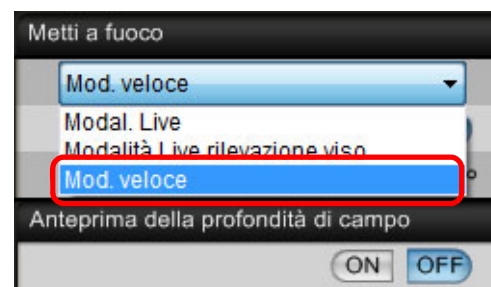 Metti a fuoco
Mod. veloce
Modal. Live
Modalità Live rilevazione viso
Mod. veloce
Anteprima della profondità di campo
ON OFF